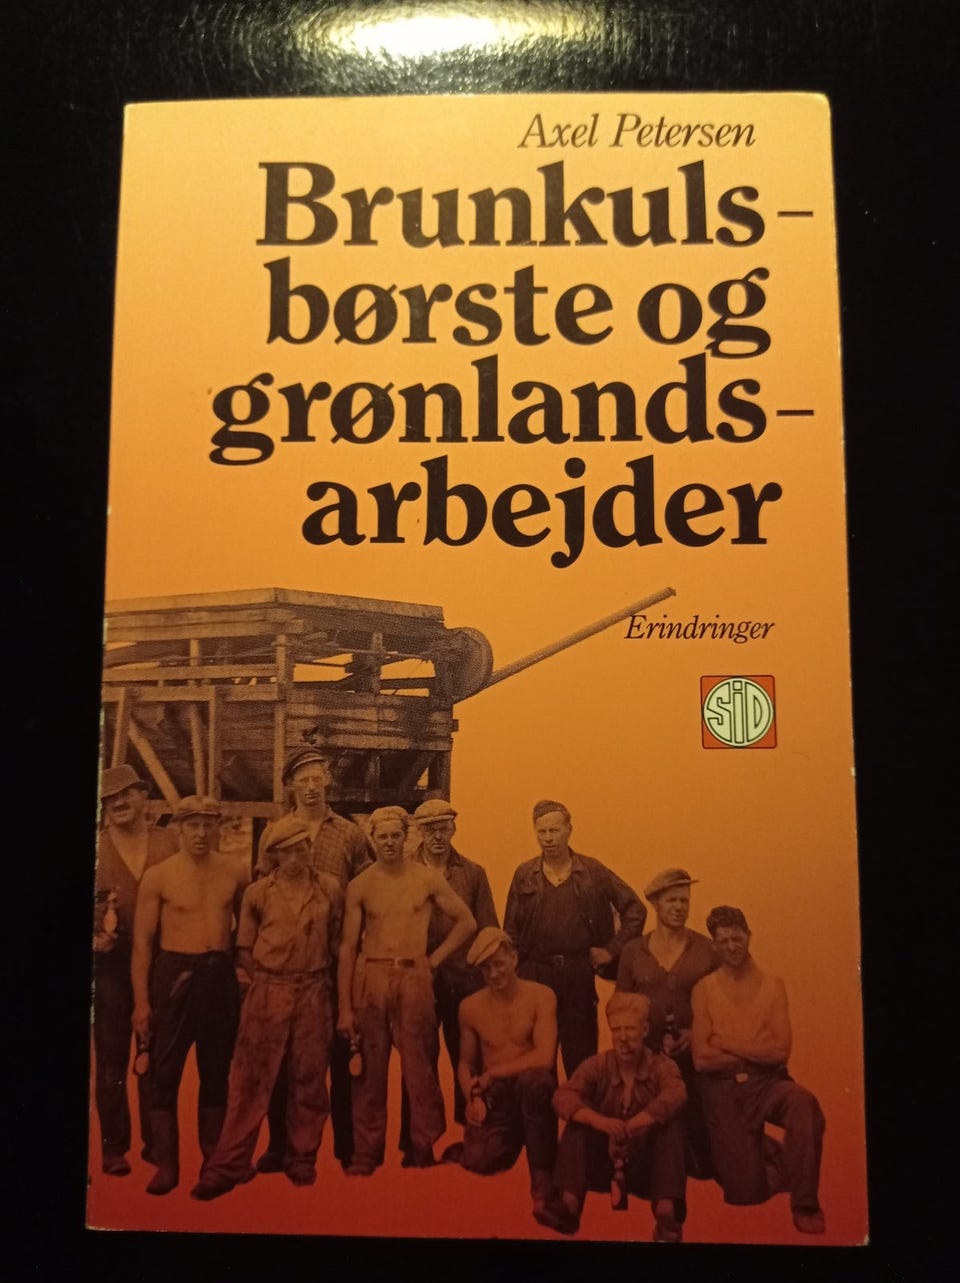 Axel Petersen
Brunkuls-
børste og
grønlands-
arbejder
Erindringer
SiD